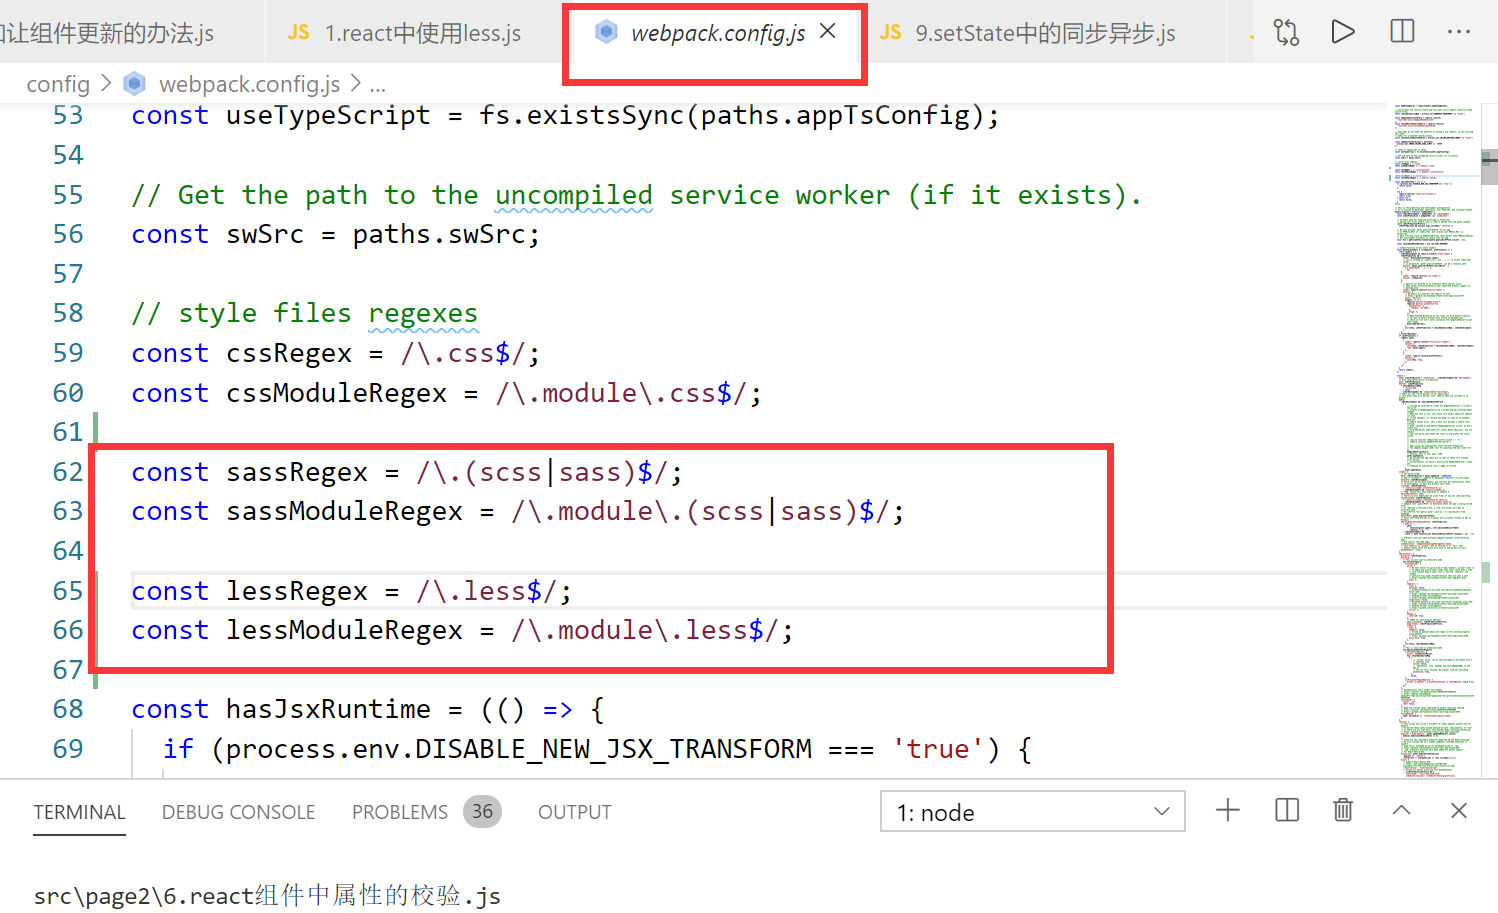 如让组件更新的办法.js
JS 1.react中使用less.js
webpack.config.js
JS 9.setState中的同步异步.js
config > webpack.config.js > ...
53 const useTypeScript = fs.existsSync(paths.appTsConfig);
54
55 // Get the path to the uncompiled service worker (if it exists).
56 const swSrc = paths.swSrc;
57
58 // style files regexes
59 const cssRegex = /\.css$/;
60 const cssModuleRegex = /\.module\.css$/;
61
62 const sassRegex = /\.(scss|sass)$/;
63 const sassModuleRegex = /\.module\.(scss|sass)$/;
64
65 const lessRegex = /\.less$/;
66 const lessModuleRegex = /\.module\.less$/;
67
68 const hasJsxRuntime = (() => {
69 if (process.env.DISABLE_NEW_JSX_TRANSFORM === 'true') {
TERMINAL DEBUG CONSOLE PROBLEMS 36 OUTPUT 1: node
src\page2\6.react组件中属性的校验.js